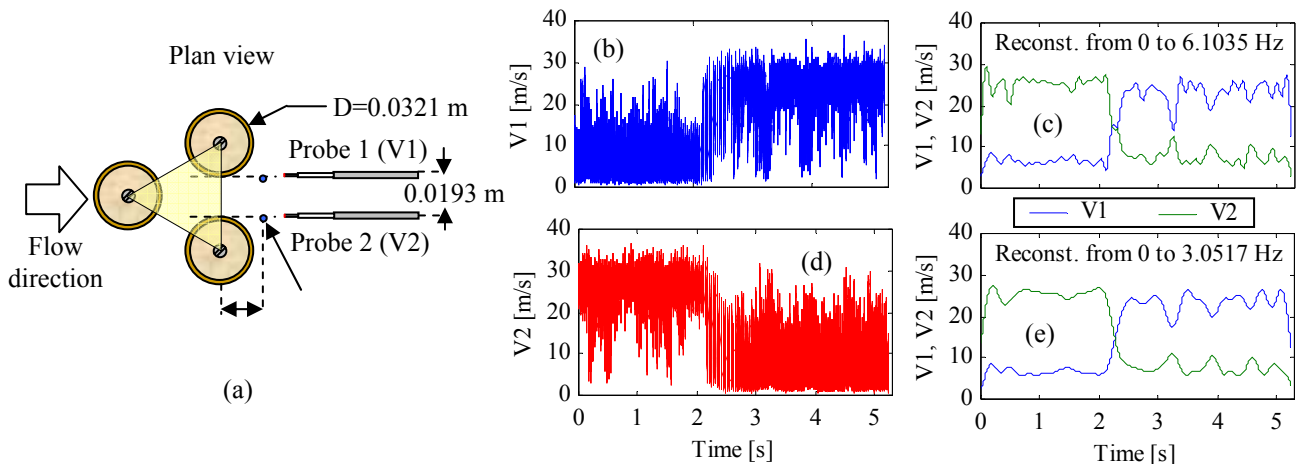 Plan view
D=0.0321 m
Probe 1 (V1)
0.0193 m
Probe 2 (V2)
Flow
direction
(a)
(b)
V1 [m/s]
40
30
20
10
0
(d)
V2 [m/s]
40
30
20
10
0
0 1 2 3 4 5
Time [s]
Reconst. from 0 to 6.1035 Hz
(c)
V1, V2 [m/s]
40
30
20
10
0
V1 V2
Reconst. from 0 to 3.0517 Hz
(e)
V1, V2 [m/s]
40
30
20
10
0
0 1 2 3 4 5
Time [s]